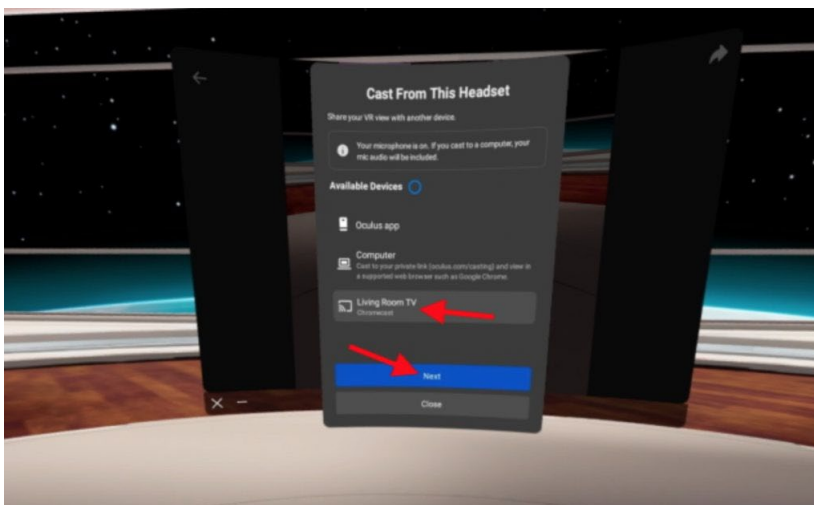 Cast From This Headset
Share your VR view with another device.
Your microphone is on. If you cast to a computer, your
mic audio will be included.
Available Devices
Oculus app
Computer
Cast to your private link (oculus.com/casting) and view in
a supported web browser such as Google Chrome.
Living Room TV
Chromecast
Next
Close